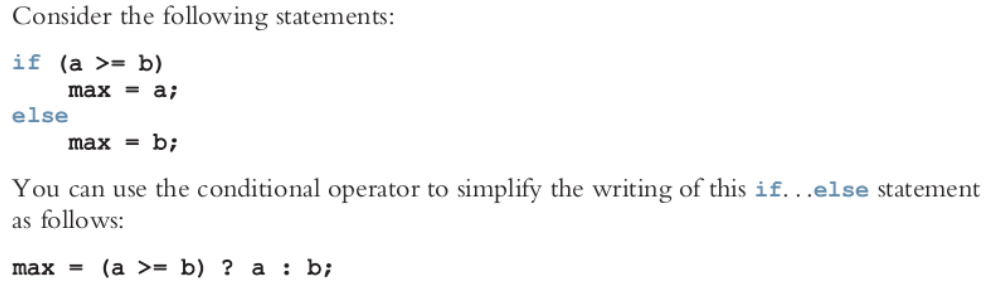 Consider the following statements:
if (a >= b)
    max = a;
else
    max = b;
You can use the conditional operator to simplify the writing of this if...else statement
as follows:
max = (a >= b) ? a : b;